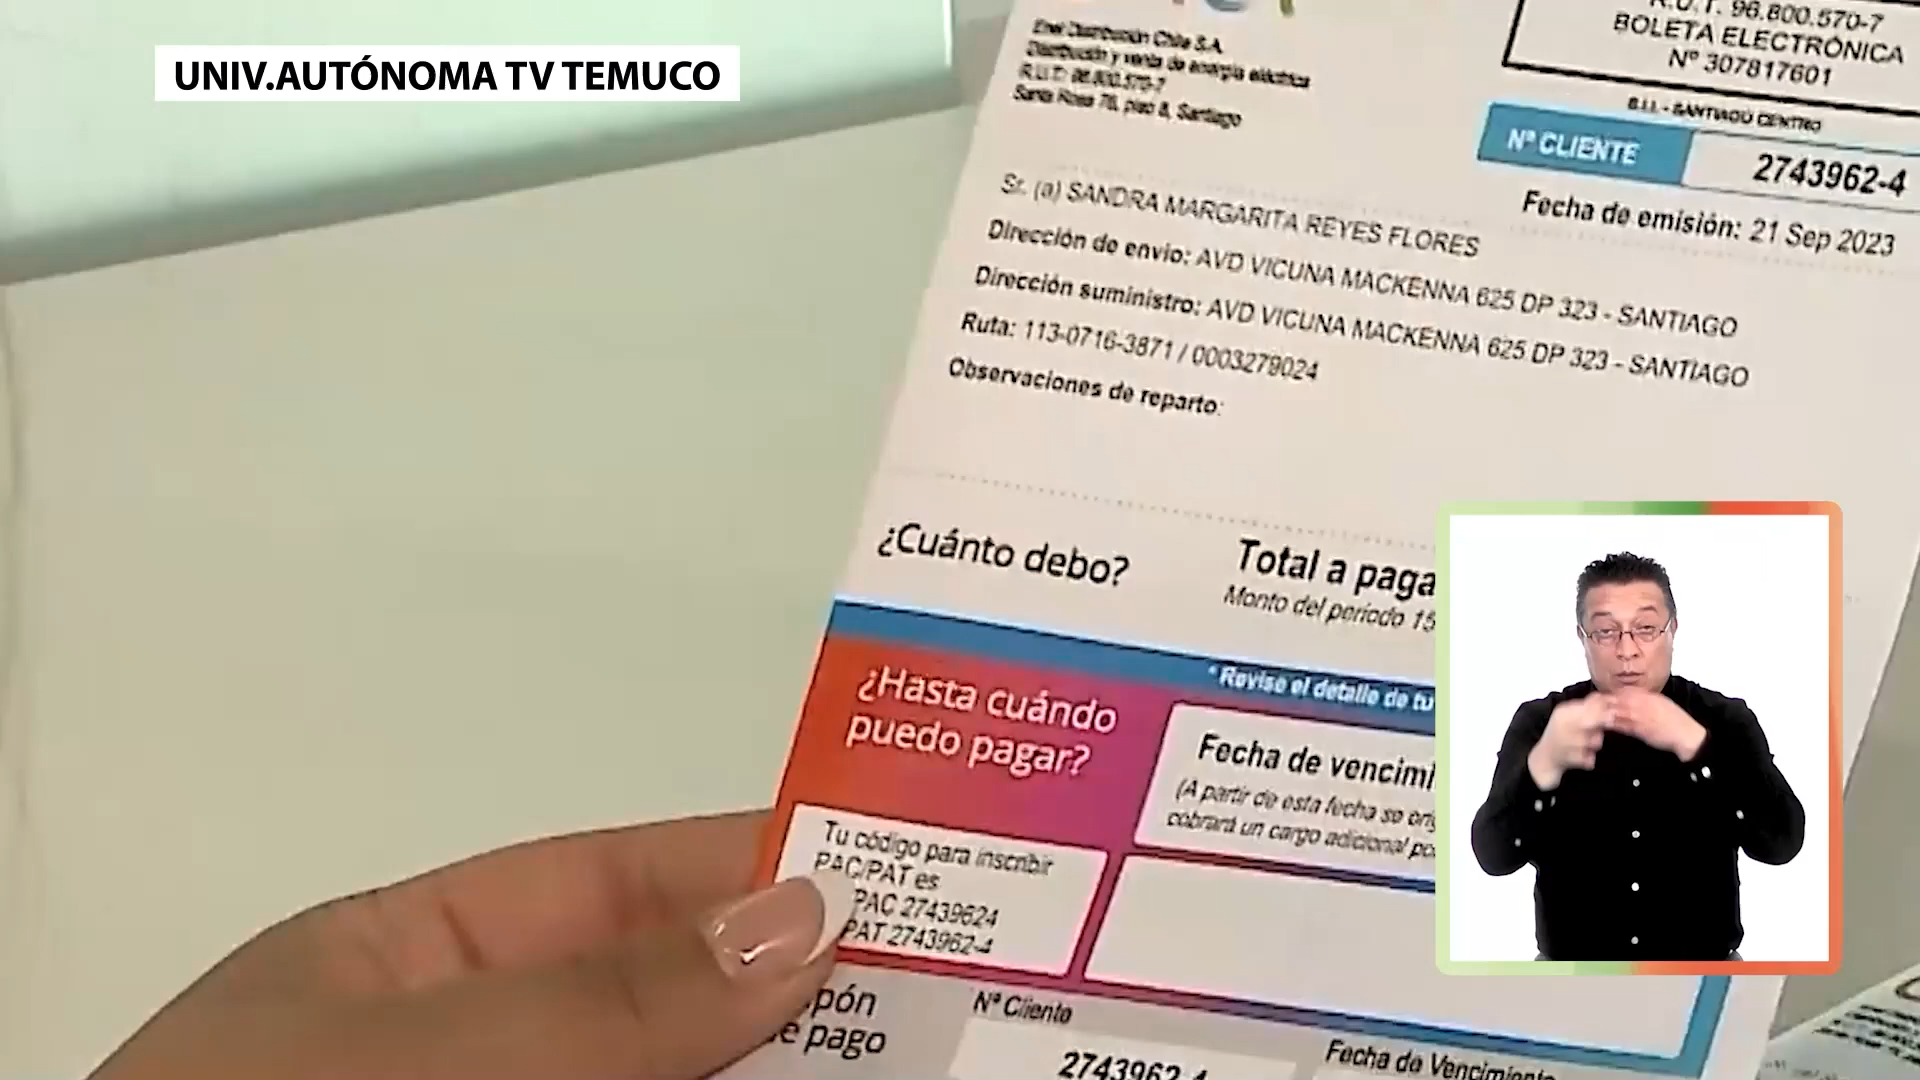 UNIV.AUTÓNOMA TV TEMUCO
Enel Distribución Chile S.A.
Distribución y venta de energía eléctrica
R.U.T.: 96.800.570-7
Santa Rosa 76, piso 8, Santiago
R.U.T. 96.800.570-7
BOLETA ELECTRÓNICA
Nº 307817601
S.I.I. - SANTIAGO CENTRO
Nº CLIENTE 2743962-4
Fecha de emisión: 21 Sep 2023
Sr. (a) SANDRA MARGARITA REYES FLORES
Dirección de envio: AVD VICUNA MACKENNA 625 DP 323 - SANTIAGO
Dirección suministro: AVD VICUNA MACKENNA 625 DP 323 - SANTIAGO
Ruta: 113-0716-3871 / 0003279024
Observaciones de reparto:
¿Cuánto debo?
Total a paga
Monto del período 15
* Revise el detalle de tu
¿Hasta cuándo
puedo pagar?
Fecha de vencimi
(A partir de esta fecha se orig
cobrará un cargo adicional po
Tu código para inscribir
PAC/PAT es
PAC 27439624
PAT 2743962-4
pón
e pago
Nº Cliente
2743962-4
Fecha de Vencimiento